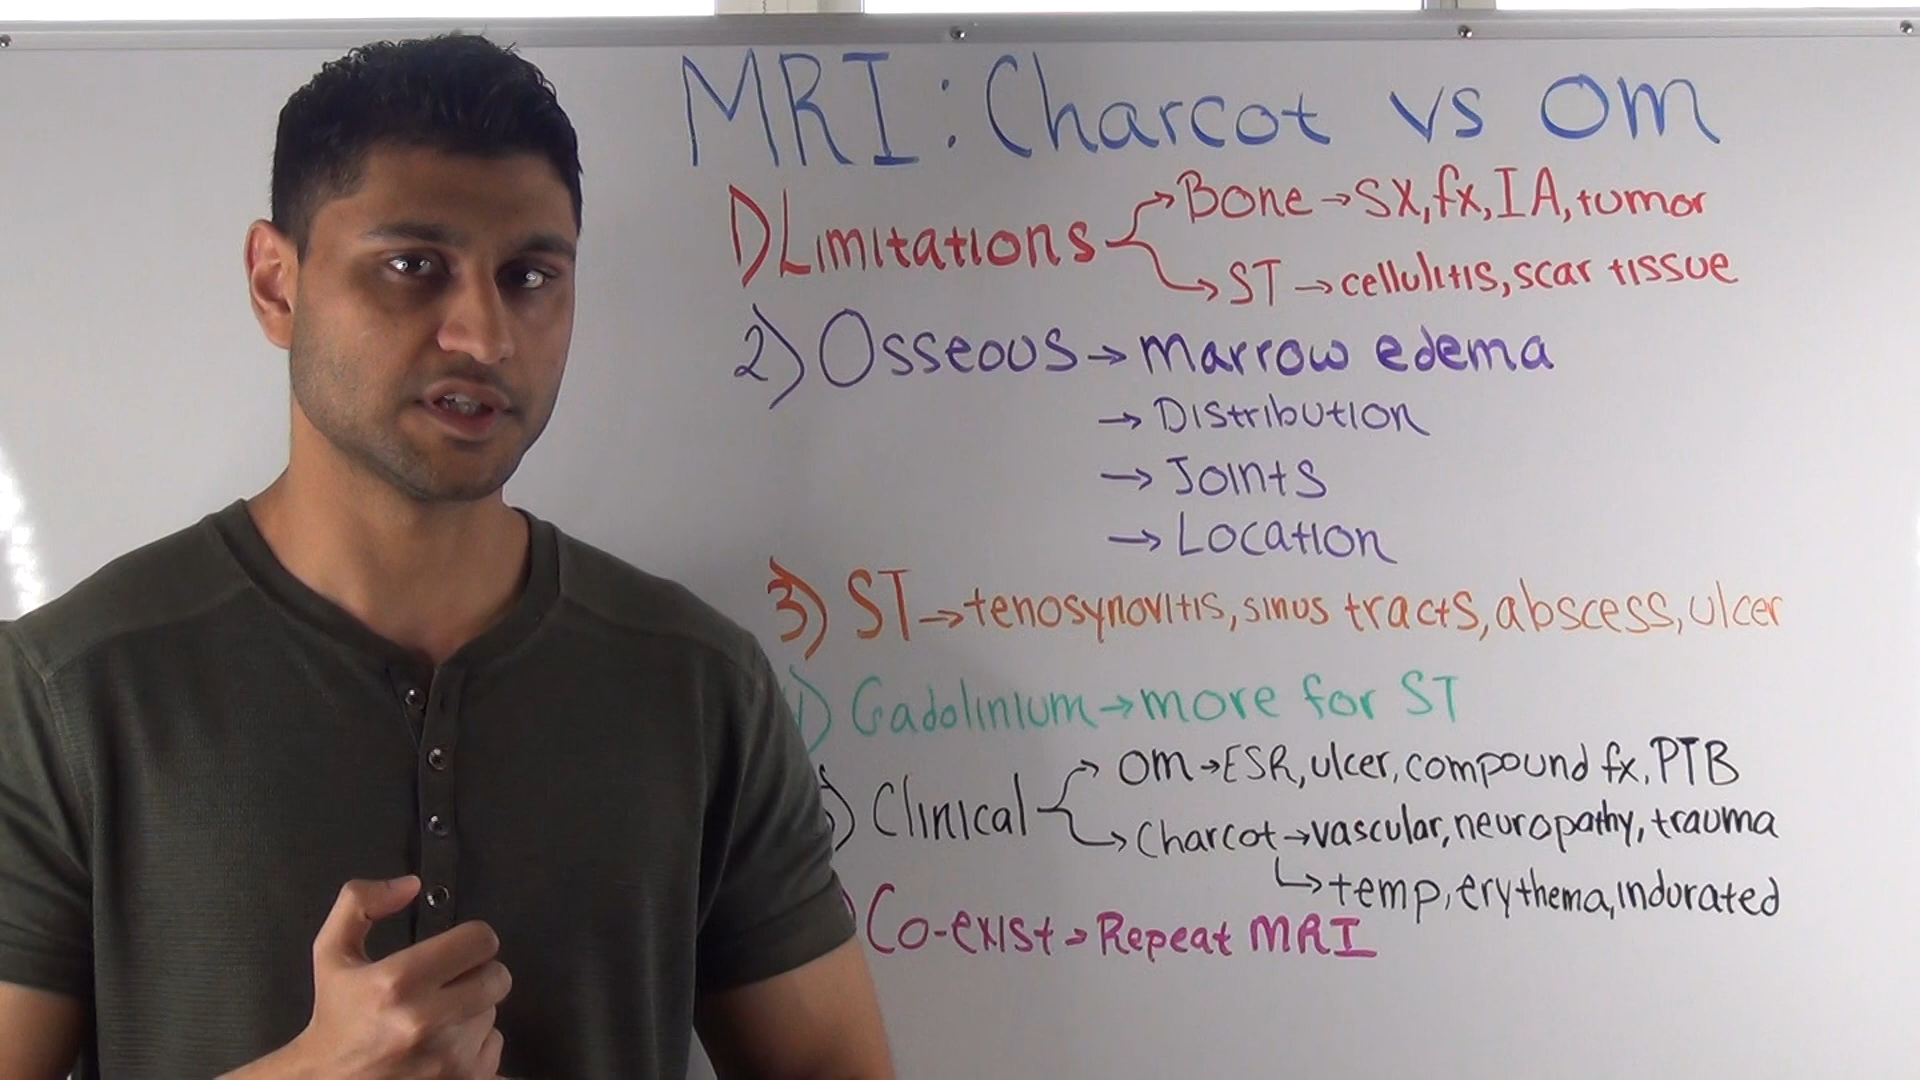 MRI: Charcot vs OM
1) Limitations → Bone → SX, fx, IA, tumor
→ ST → cellulitis, scar tissue
2) Osseous → marrow edema
→ Distribution
→ Joints
→ Location
3) ST → tenosynovitis, sinus tracts, abscess, ulcer
) Gadolinium → more for ST
) Clinical → OM → ESR, ulcer, compound fx, PTB
→ Charcot → vascular, neuropathy, trauma
→ temp, erythema, indurated
) Co-exist → Repeat MRI